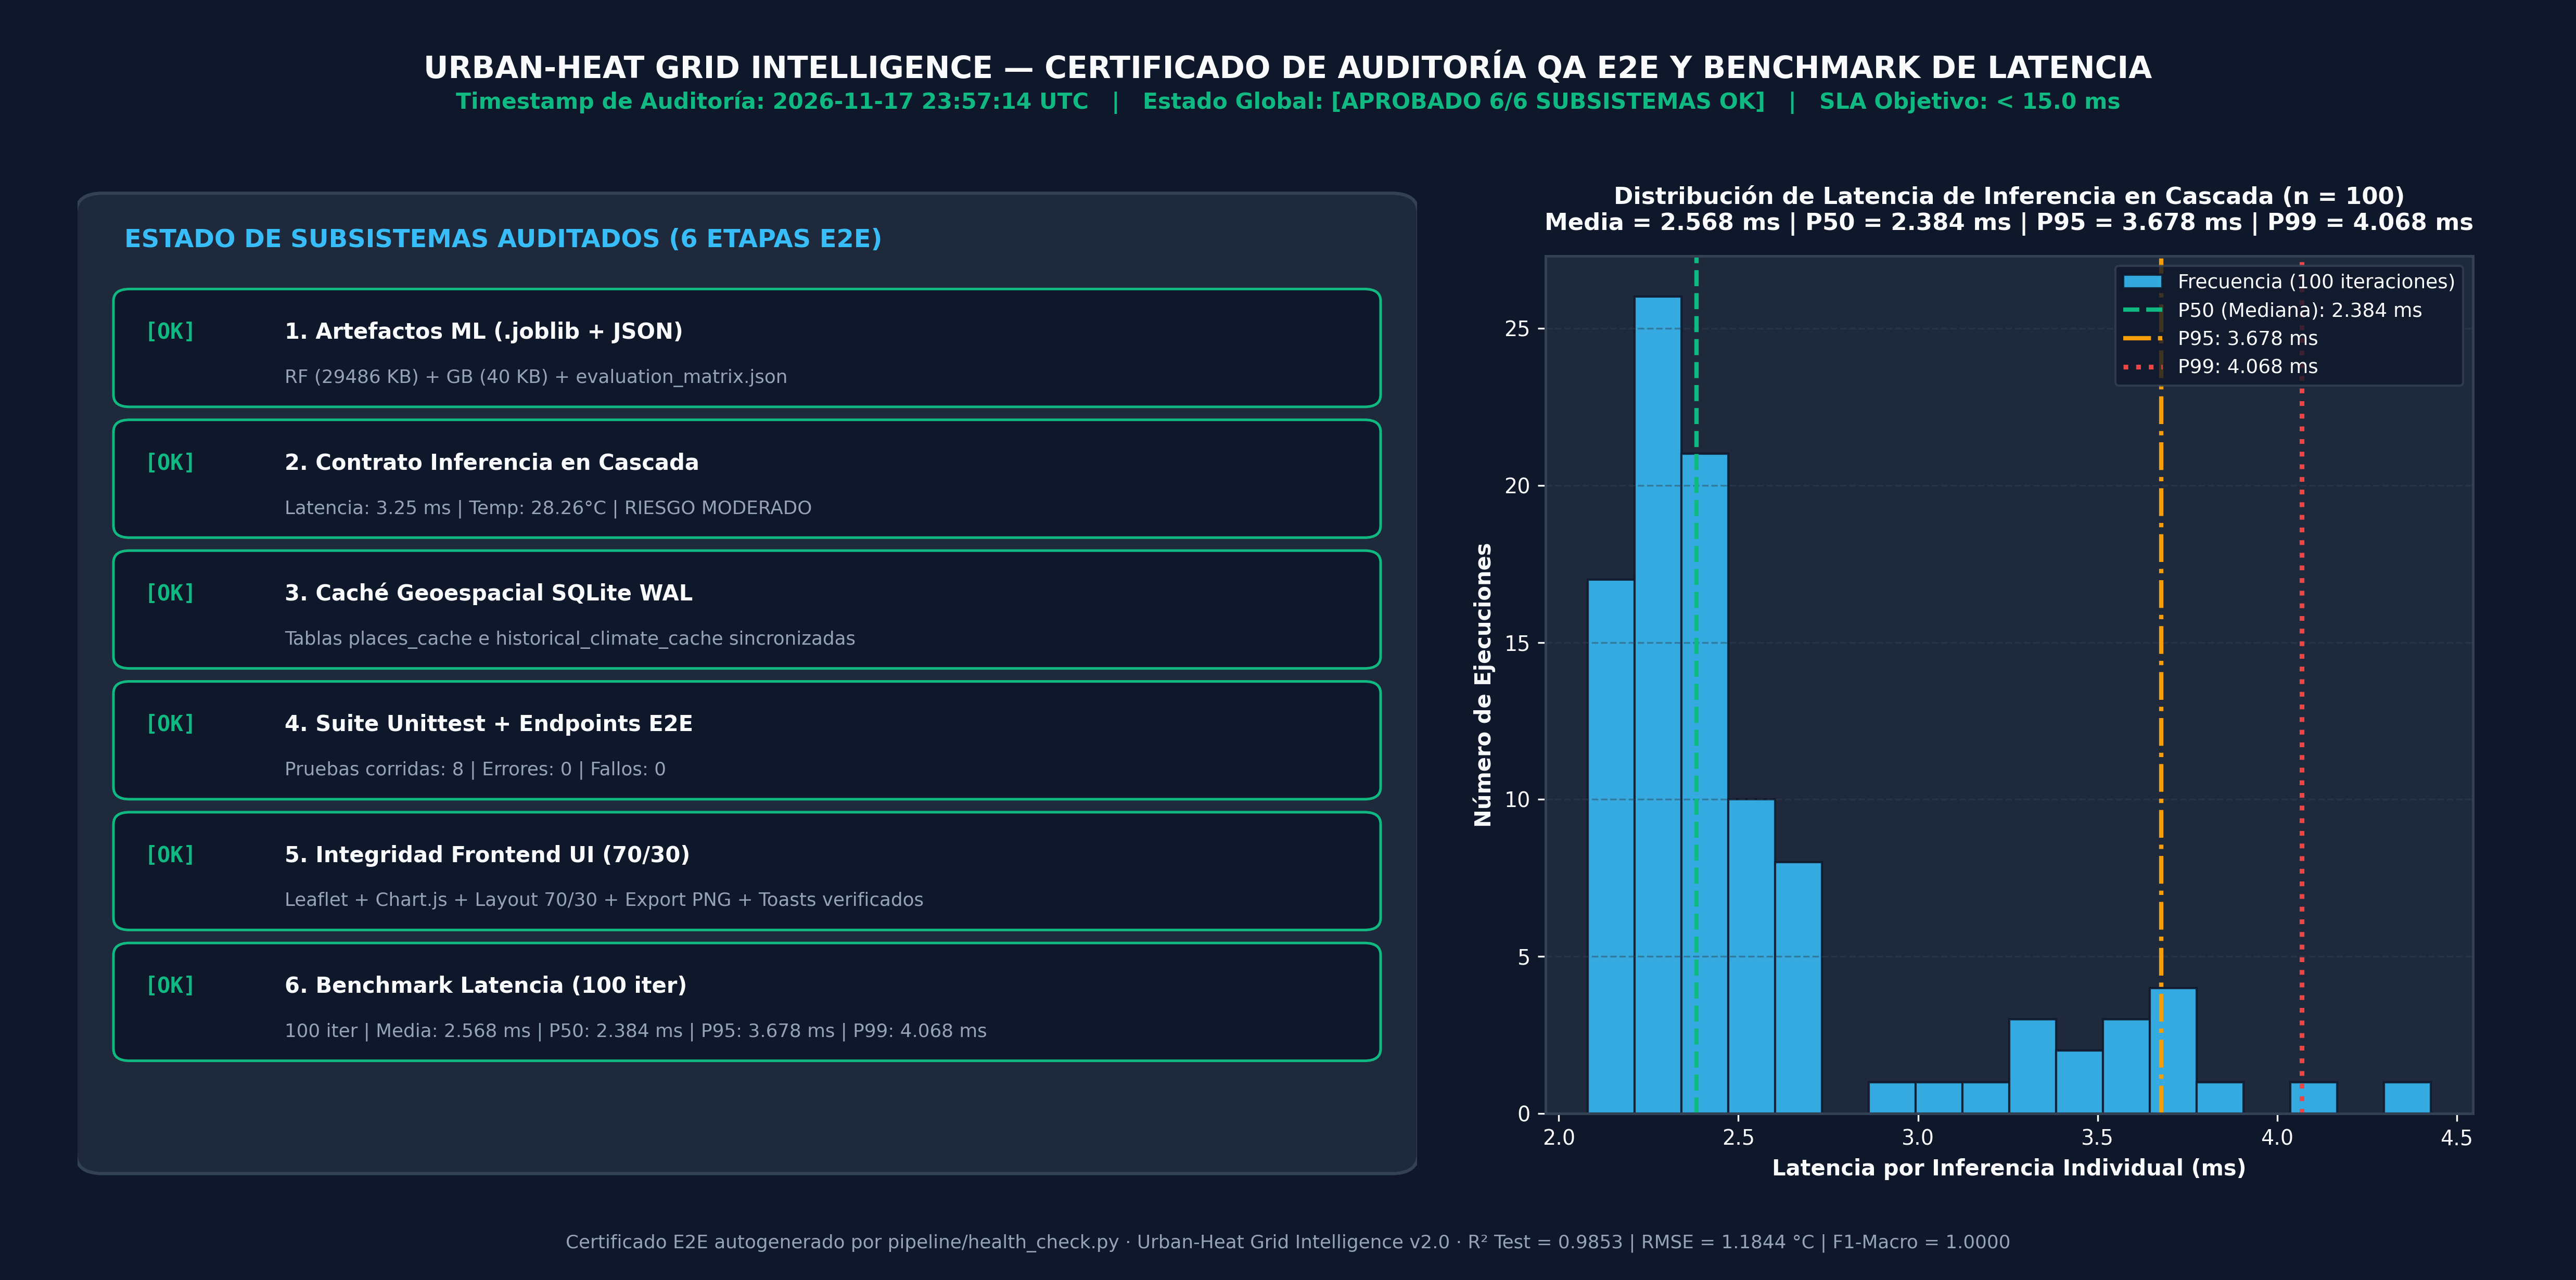 URBAN-HEAT GRID INTELLIGENCE — CERTIFICADO DE AUDITORÍA QA E2E Y BENCHMARK DE LATENCIA
Timestamp de Auditoría: 2026-11-17 23:57:14 UTC | Estado Global: [APROBADO 6/6 SUBSISTEMAS OK] | SLA Objetivo: < 15.0 ms
ESTADO DE SUBSISTEMAS AUDITADOS (6 ETAPAS E2E)
[OK] 1. Artefactos ML (.joblib + JSON)
RF (29486 KB) + GB (40 KB) + evaluation_matrix.json
[OK] 2. Contrato Inferencia en Cascada
Latencia: 3.25 ms | Temp: 28.26°C | RIESGO MODERADO
[OK] 3. Caché Geoespacial SQLite WAL
Tablas places_cache e historical_climate_cache sincronizadas
[OK] 4. Suite Unittest + Endpoints E2E
Pruebas corridas: 8 | Errores: 0 | Fallos: 0
[OK] 5. Integridad Frontend UI (70/30)
Leaflet + Chart.js + Layout 70/30 + Export PNG + Toasts verificados
[OK] 6. Benchmark Latencia (100 iter)
100 iter | Media: 2.568 ms | P50: 2.384 ms | P95: 3.678 ms | P99: 4.068 ms
Distribución de Latencia de Inferencia en Cascada (n = 100)
Media = 2.568 ms | P50 = 2.384 ms | P95 = 3.678 ms | P99 = 4.068 ms
Frecuencia (100 iteraciones)
P50 (Mediana): 2.384 ms
P95: 3.678 ms
P99: 4.068 ms
Número de Ejecuciones
25
20
15
10
5
0
2.0 2.5 3.0 3.5 4.0 4.5
Latencia por Inferencia Individual (ms)
Certificado E2E autogenerado por pipeline/health_check.py · Urban-Heat Grid Intelligence v2.0 · R² Test = 0.9853 | RMSE = 1.1844 °C | F1-Macro = 1.0000